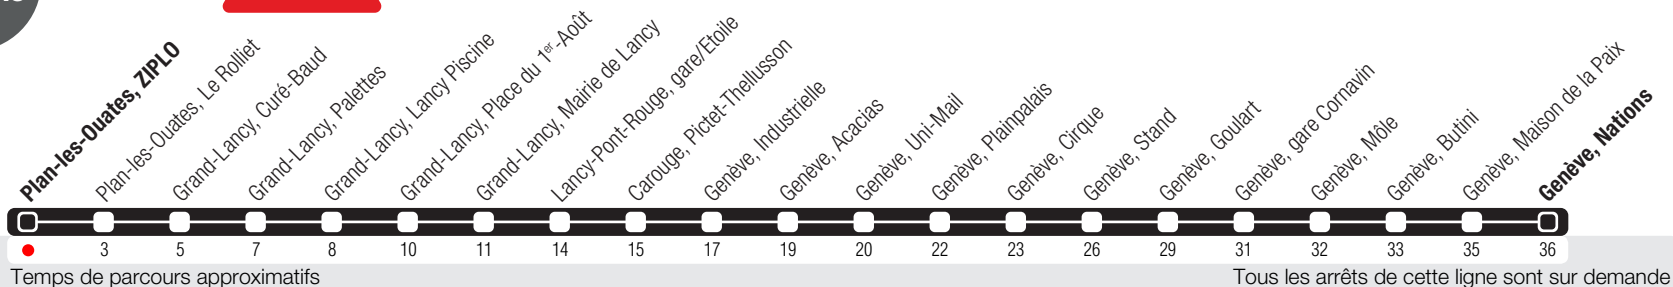 Plan-les-Ouates, ZIPLO
Plan-les-Ouates, Le Rolliet
Grand-Lancy, Curé-Baud
Grand-Lancy, Palettes
Grand-Lancy, Lancy Piscine
Grand-Lancy, Place du 1er-Août
Grand-Lancy, Mairie de Lancy
Lancy-Pont-Rouge, gare/Etoile
Carouge, Pictet-Thellusson
Genève, Industrielle
Genève, Acacias
Genève, Uni-Mail
Genève, Plainpalais
Genève, Cirque
Genève, Stand
Genève, Goulart
Genève, gare Cornavin
Genève, Môle
Genève, Butini
Genève, Maison de la Paix
Genève, Nations
3 5 7 8 10 11 14 15 17 19 20 22 23 26 29 31 32 33 35 36
Temps de parcours approximatifs
Tous les arrêts de cette ligne sont sur demande